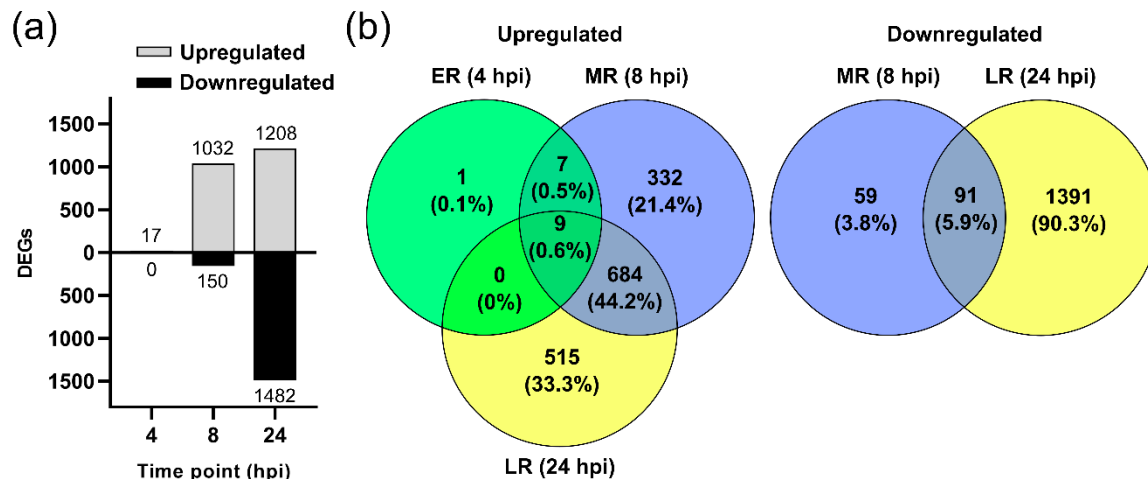 (a)
Upregulated
Downregulated
1500
1000
500
0
500
1000
1500
DEGs
17
0
1032
150
1208
1482
4
8
24
Time point (hpi)
(b)
Upregulated
ER (4 hpi)
MR (8 hpi)
1
(0.1%)
7
(0.5%)
332
(21.4%)
9
(0.6%)
0
(0%)
684
(44.2%)
515
(33.3%)
LR (24 hpi)
Downregulated
MR (8 hpi)
LR (24 hpi)
59
(3.8%)
91
(5.9%)
1391
(90.3%)